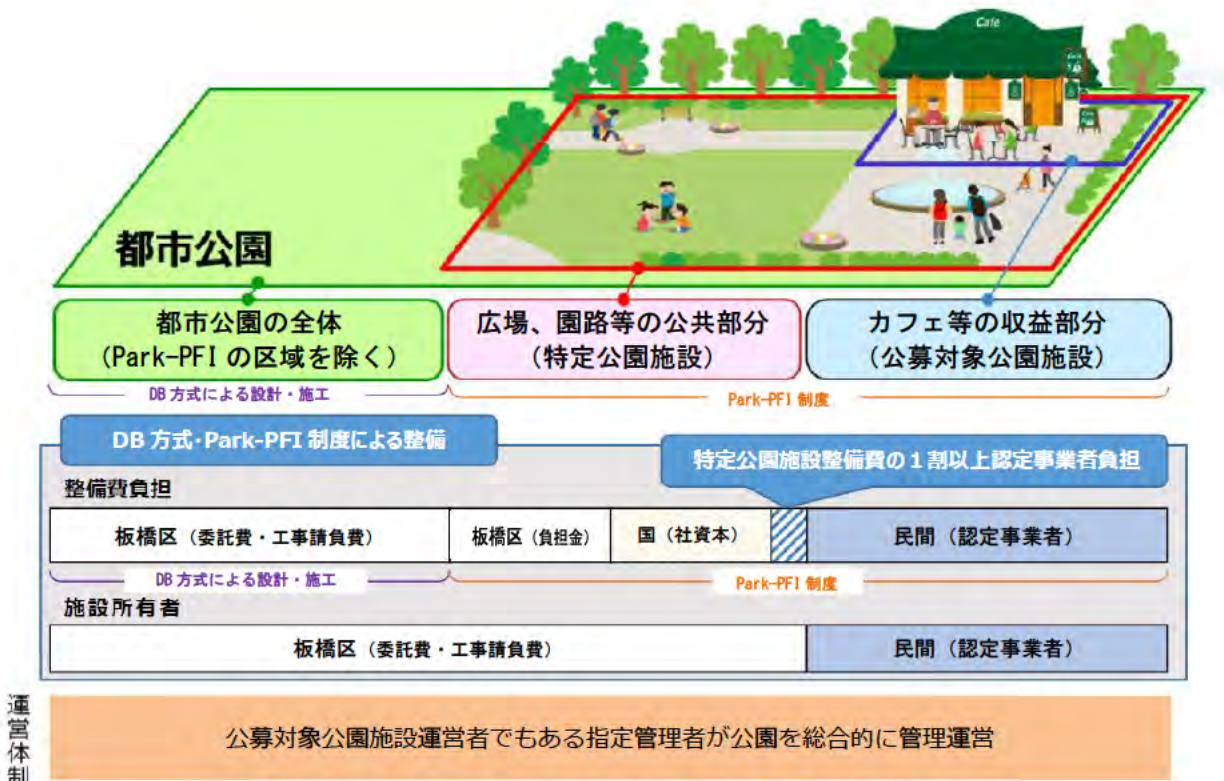 Cafe
都市公園
都市公園の全体
(Park-PFI の区域を除く)
広場、園路等の公共部分
(特定公園施設)
カフェ等の収益部分
(公募対象公園施設)
DB 方式による設計・施工
Park-PFI 制度
DB 方式･Park-PFI 制度による整備
特定公園施設整備費の１割以上認定事業者負担
整備費負担
板橋区（委託費・工事請負費）
板橋区（負担金）
国（社資本）
民間（認定事業者）
DB 方式による設計・施工
Park-PFI 制度
施設所有者
板橋区（委託費・工事請負費）
民間（認定事業者）
運営体制
公募対象公園施設運営者でもある指定管理者が公園を総合的に管理運営